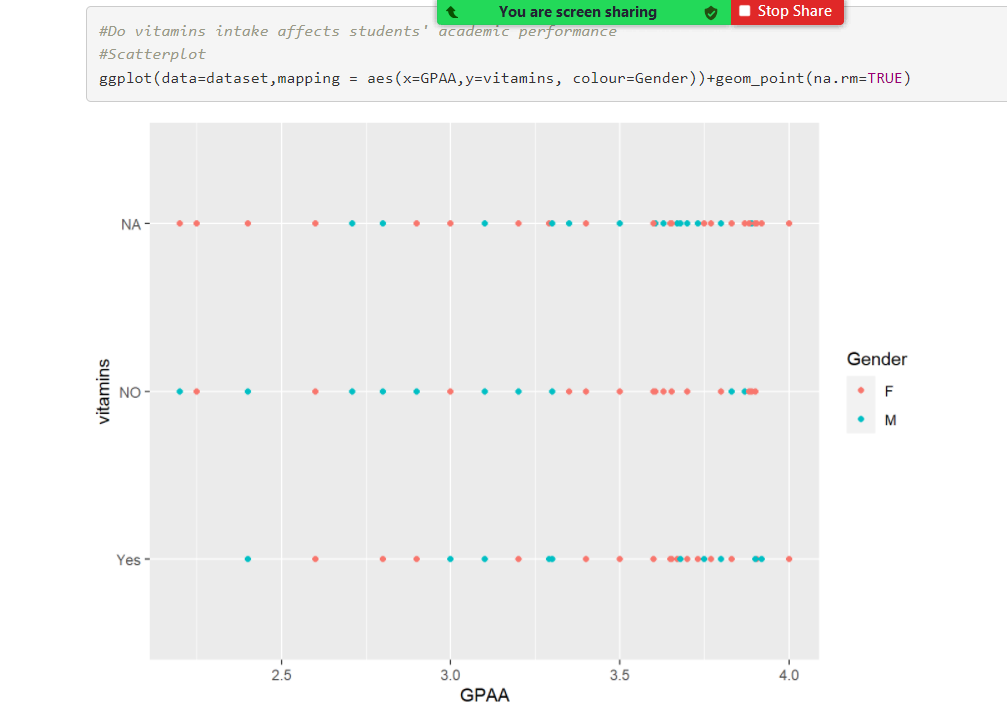 You are screen sharing Stop Share
#Do vitamins intake affects students' academic performance
#Scatterplot
ggplot(data=dataset,mapping = aes(x=GPAA,y=vitamins, colour=Gender))+geom_point(na.rm=TRUE)
NA
NO
Yes
vitamins
2.5 3.0 3.5 4.0
GPAA
Gender
F
M